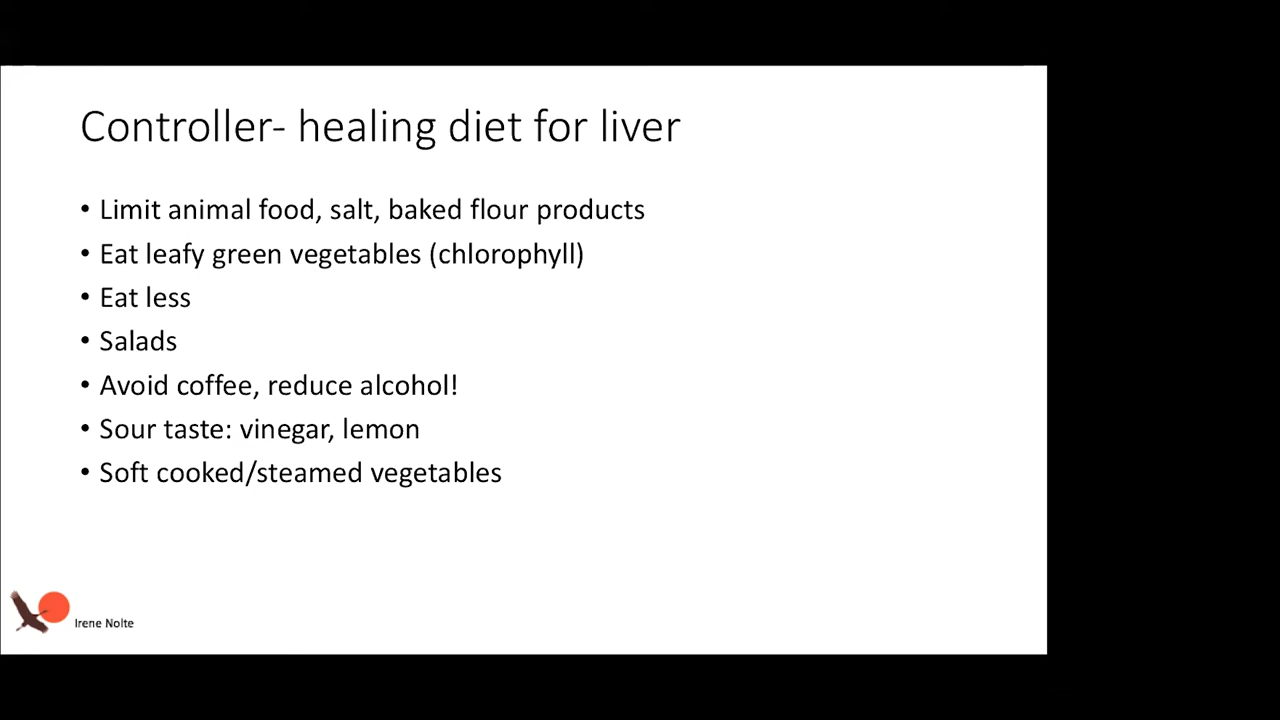 Controller- healing diet for liver
• Limit animal food, salt, baked flour products
• Eat leafy green vegetables (chlorophyll)
• Eat less
• Salads
• Avoid coffee, reduce alcohol!
• Sour taste: vinegar, lemon
• Soft cooked/steamed vegetables
Irene Nolte